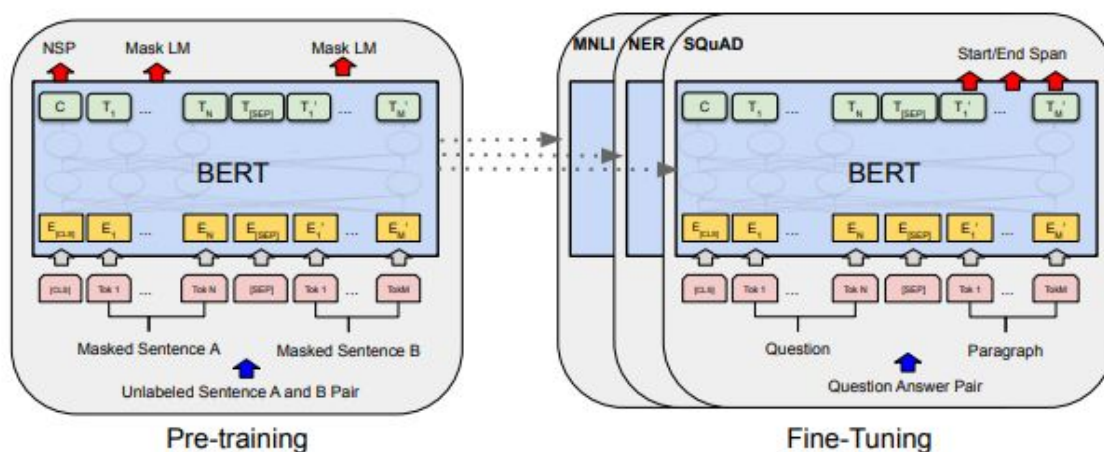 NSP Mask LM Mask LM
C T1 ... TN T[SEP] T1' ... TM'
BERT
E[CLS] E1 ... EN E[SEP] E1' ... EM'
[CLS] Tok 1 ... Tok N [SEP] Tok 1 ... TokM
Masked Sentence A Masked Sentence B
Unlabeled Sentence A and B Pair
Pre-training
MNLI NER SQuAD
Start/End Span
C T1 ... TN T[SEP] T1' ... TM'
BERT
E[CLS] E1 ... EN E[SEP] E1' ... EM'
[CLS] Tok 1 ... Tok N [SEP] Tok 1 ... TokM
Question Paragraph
Question Answer Pair
Fine-Tuning